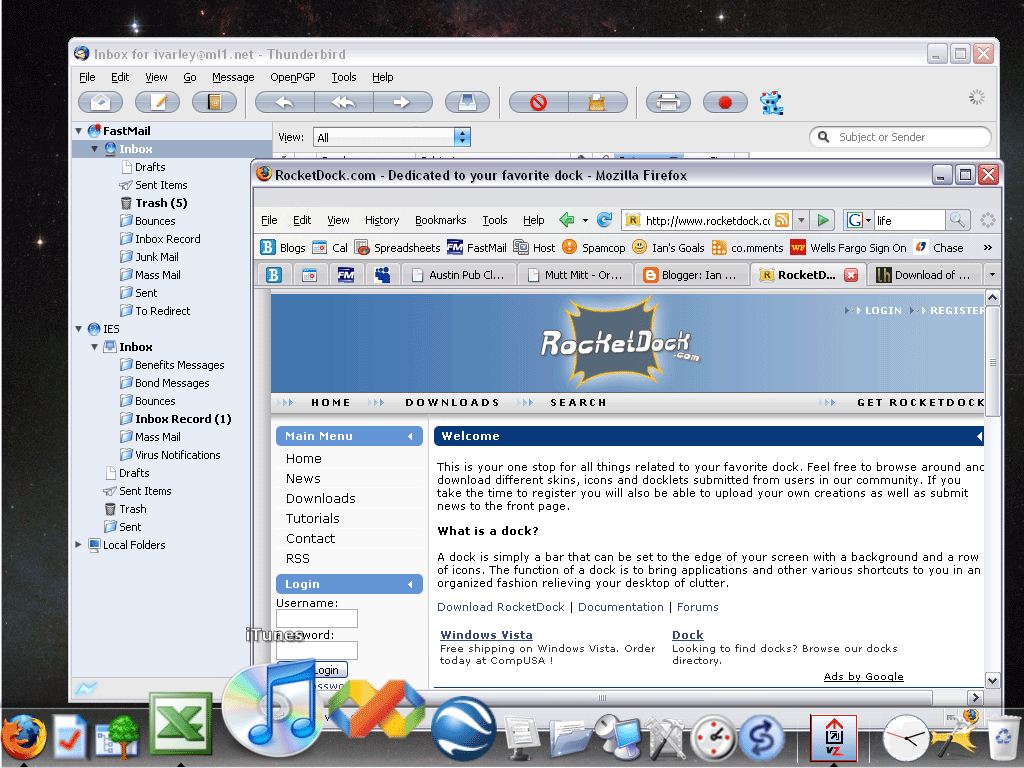 Inbox for ivarley@ml1.net - Thunderbird
File Edit View Go Message OpenPGP Tools Help
FastMail
Inbox
Drafts
Sent Items
Trash (5)
Bounces
Inbox Record
Junk Mail
Mass Mail
Sent
To Redirect
IES
Inbox
Benefits Messages
Bond Messages
Bounces
Inbox Record (1)
Mass Mail
Virus Notifications
Drafts
Sent Items
Trash
Sent
Local Folders
View: All
Subject or Sender
RocketDock.com - Dedicated to your favorite dock - Mozilla Firefox
File Edit View History Bookmarks Tools Help http://www.rocketdock.cc G life
Blogs Cal Spreadsheets FM FastMail Host Spamcop Ian's Goals co.mments WF Wells Fargo Sign On Chase »
B FM Austin Pub Cl... Mutt Mitt - Or... Blogger: Ian ... RocketD... Download of ...
LOGIN REGISTER
RocketDock
.com
HOME DOWNLOADS SEARCH GET ROCKETDOCK
Main Menu
Home
News
Downloads
Tutorials
Contact
RSS
Login
Username:
Login
Welcome
This is your one stop for all things related to your favorite dock. Feel free to browse around and
download different skins, icons and docklets submitted from users in our community. If you
take the time to register you will also be able to upload your own creations as well as submit
news to the front page.
What is a dock?
A dock is simply a bar that can be set to the edge of your screen with a background and a row
of icons. The function of a dock is to bring applications and other various shortcuts to you in an
organized fashion relieving your desktop of clutter.
Download RocketDock | Documentation | Forums
Windows Vista
Free shipping on Windows Vista. Order
today at CompUSA !
Dock
Looking to find docks? Browse our docks
directory.
Ads by Google
iTunes
VZ